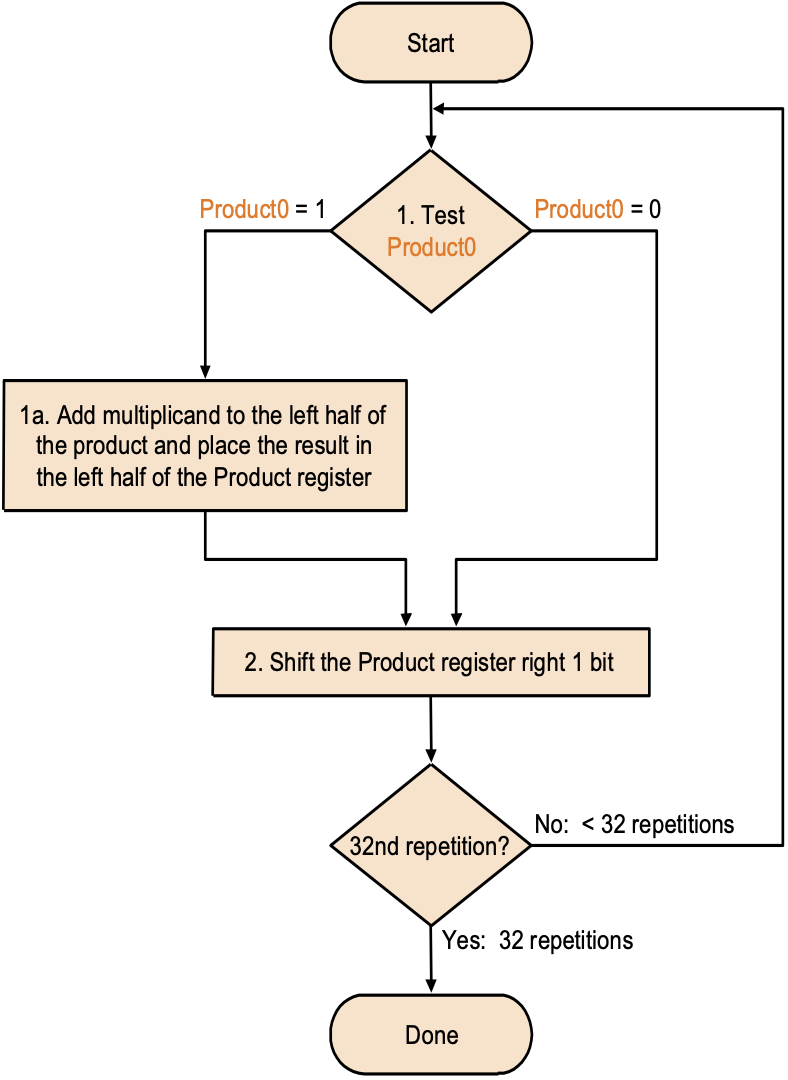 Start
Product0 = 1
1. Test
Product0
Product0 = 0
1a. Add multiplicand to the left half of
the product and place the result in
the left half of the Product register
2. Shift the Product register right 1 bit
32nd repetition?
No:  < 32 repetitions
Yes:  32 repetitions
Done